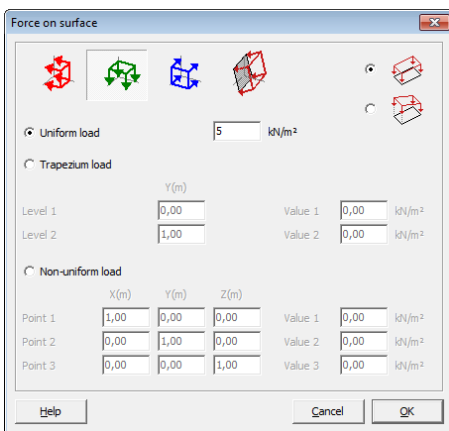 Force on surface
Uniform load 5 kN/m²
Trapezium load
Y(m)
Level 1 0,00 Value 1 0,00 kN/m²
Level 2 1,00 Value 2 0,00 kN/m²
Non-uniform load
X(m) Y(m) Z(m)
Point 1 1,00 0,00 0,00 Value 1 0,00 kN/m²
Point 2 0,00 1,00 0,00 Value 2 0,00 kN/m²
Point 3 0,00 0,00 1,00 Value 3 0,00 kN/m²
Help Cancel OK